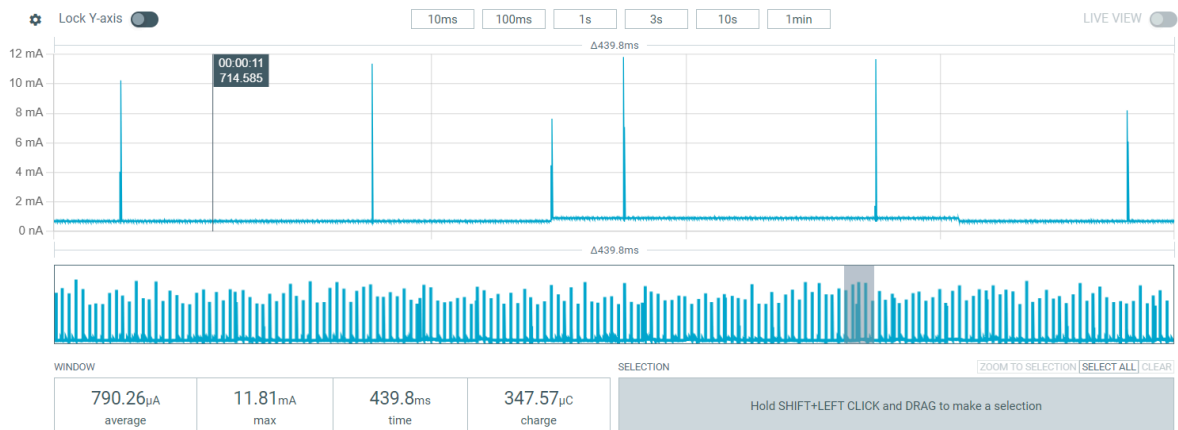 Lock Y-axis
10ms 100ms 1s 3s 10s 1min
LIVE VIEW
Δ439.8ms
12 mA
10 mA
8 mA
6 mA
4 mA
2 mA
0 nA
00:00:11
714.585
Δ439.8ms
WINDOW
790.26μA
average
11.81mA
max
439.8ms
time
347.57μC
charge
SELECTION
ZOOM TO SELECTION SELECT ALL CLEAR
Hold SHIFT+LEFT CLICK and DRAG to make a selection